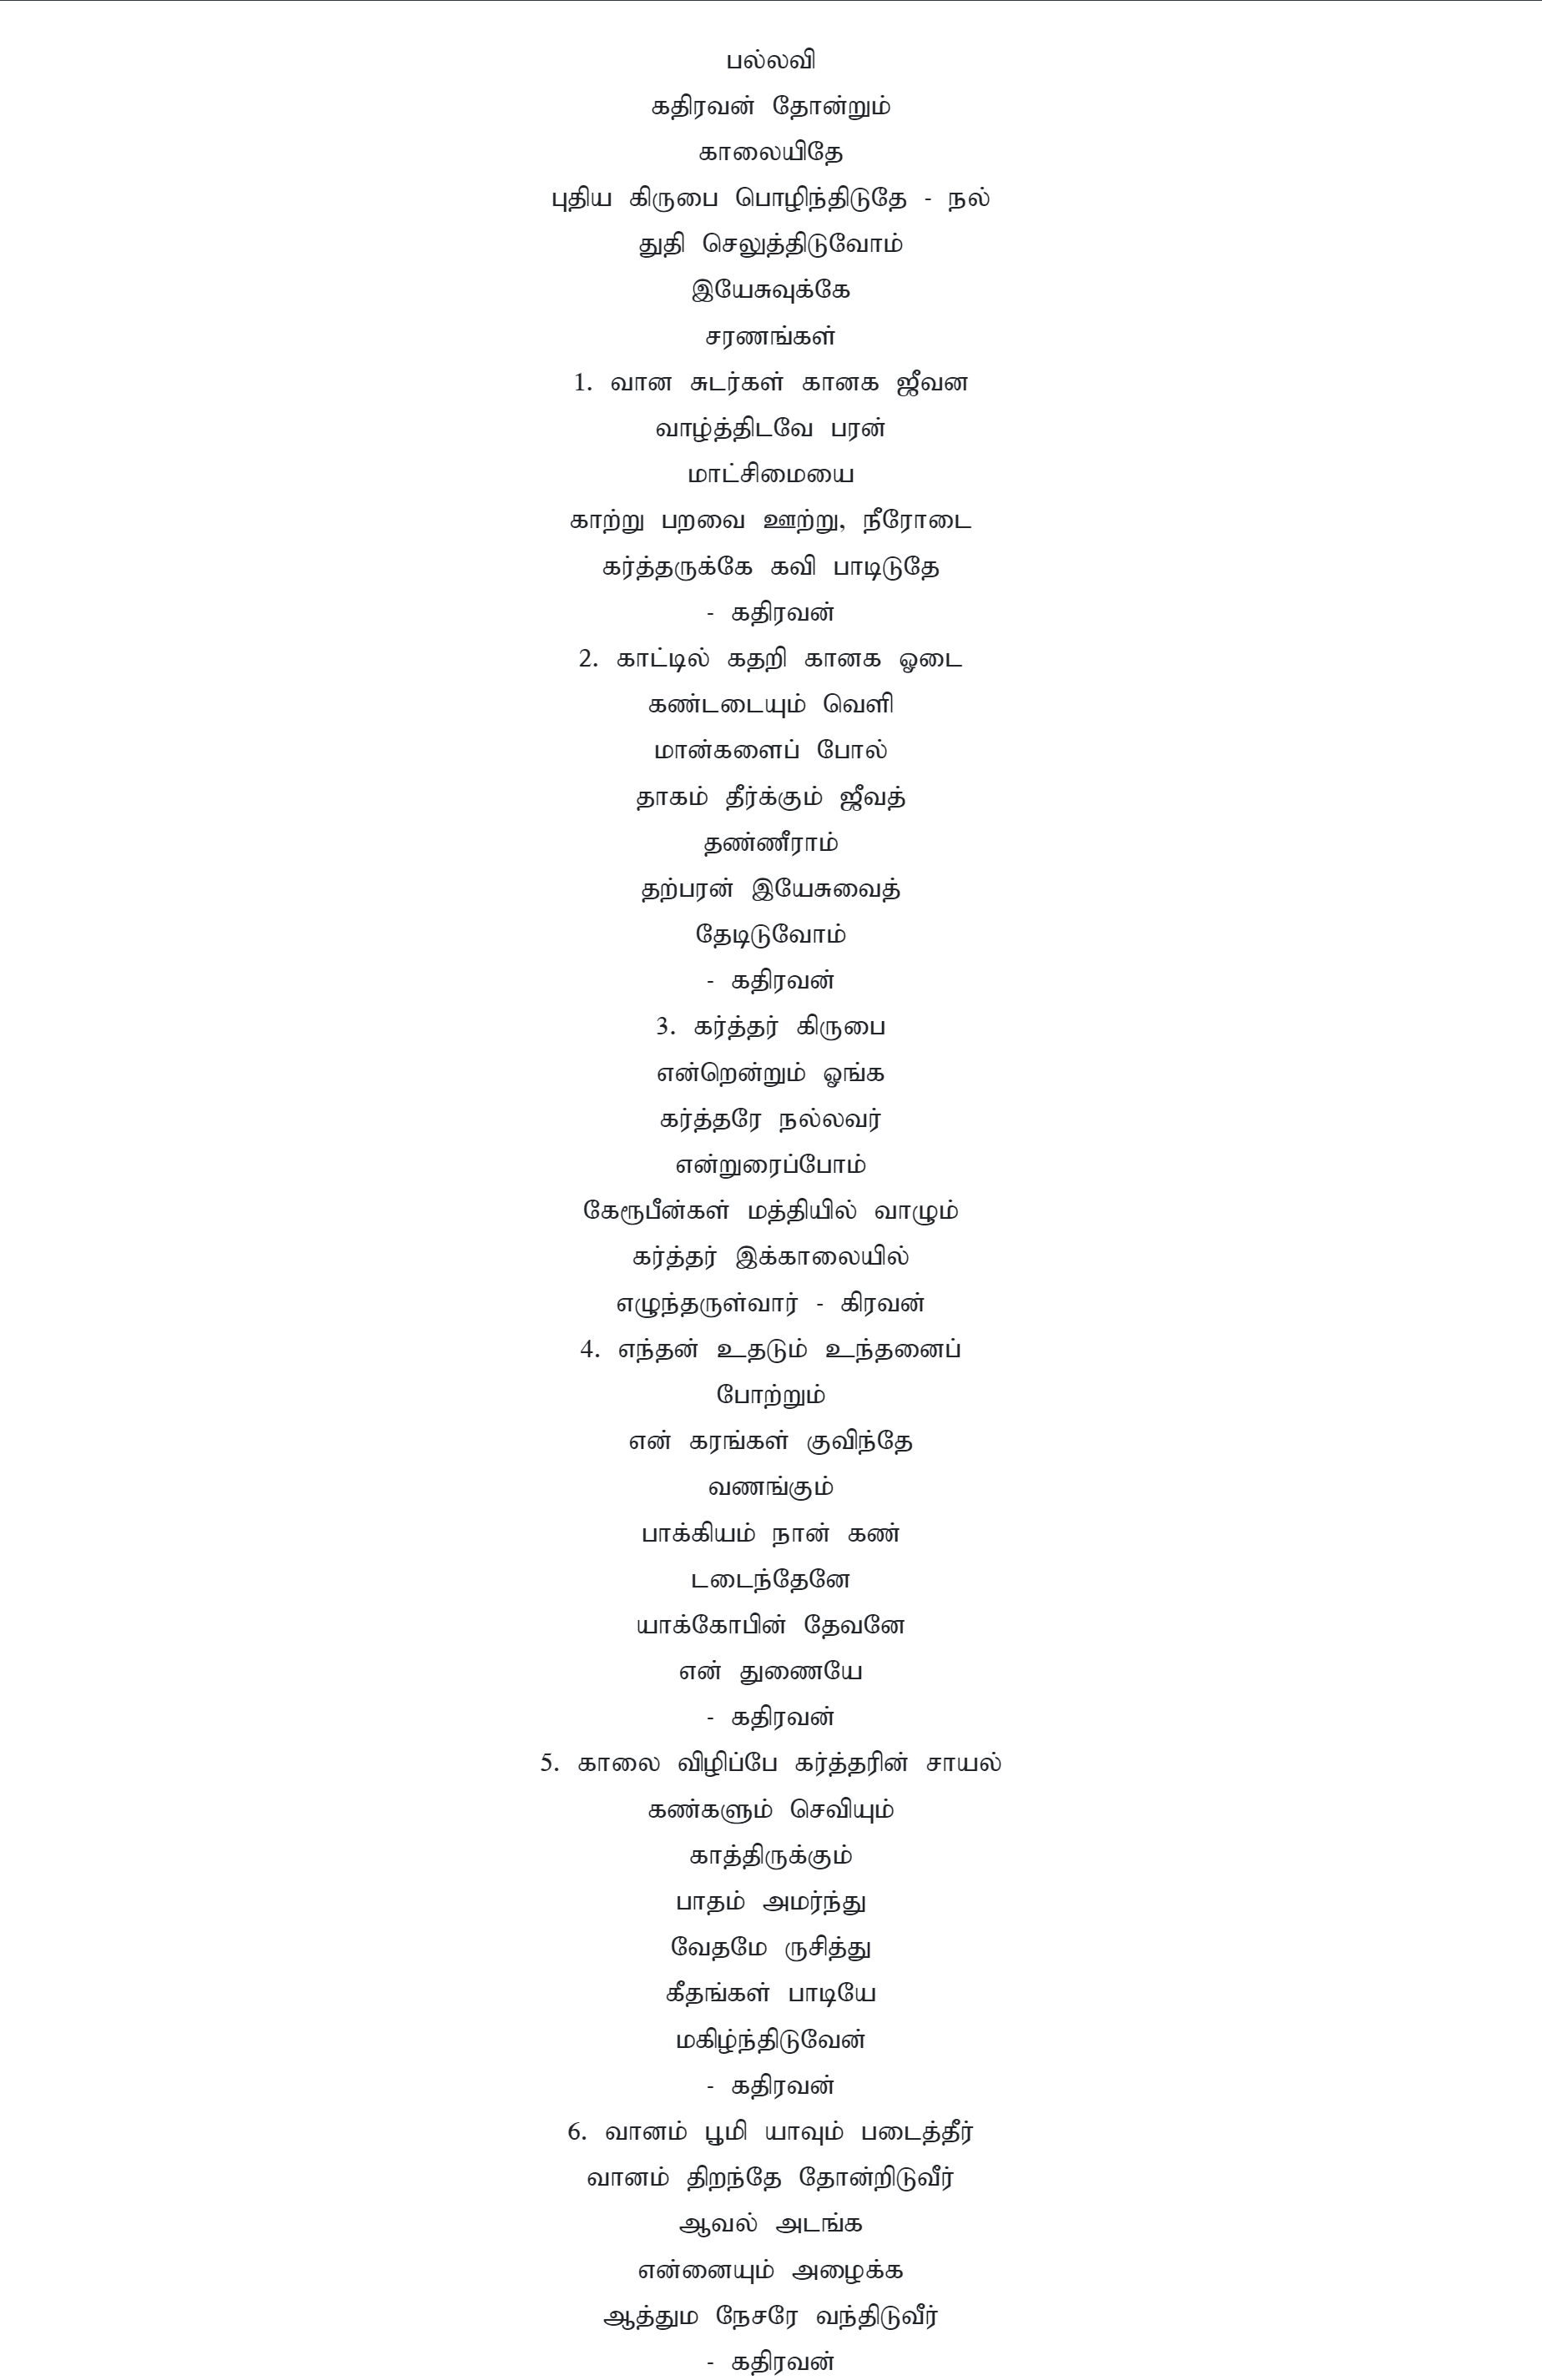 பல்லவி
கதிரவன் தோன்றும்
காலையிதே
புதிய கிருபை பொழிந்திடுதே - நல்
துதி செலுத்திடுவோம்
இயேசுவுக்கே
சரணங்கள்
1. வான சுடர்கள் கானக ஜீவன
வாழ்த்திடவே பரன்
மாட்சிமையை
காற்று பறவை ஊற்று, நீரோடை
கர்த்தருக்கே கவி பாடிடுதே
- கதிரவன்
2. காட்டில் கதறி கானக ஓடை
கண்டடையும் வெளி
மான்களைப் போல்
தாகம் தீர்க்கும் ஜீவத்
தண்ணீராம்
தற்பரன் இயேசுவைத்
தேடிடுவோம்
- கதிரவன்
3. கர்த்தர் கிருபை
என்றென்றும் ஓங்க
கர்த்தரே நல்லவர்
என்றுரைப்போம்
கேரூபீன்கள் மத்தியில் வாழும்
கர்த்தர் இக்காலையில்
எழுந்தருள்வார் - கிரவன்
4. எந்தன் உதடும் உந்தனைப்
போற்றும்
என் கரங்கள் குவிந்தே
வணங்கும்
பாக்கியம் நான் கண்
டடைந்தேனே
யாக்கோபின் தேவனே
என் துணையே
- கதிரவன்
5. காலை விழிப்பே கர்த்தரின் சாயல்
கண்களும் செவியும்
காத்திருக்கும்
பாதம் அமர்ந்து
வேதமே ருசித்து
கீதங்கள் பாடியே
மகிழ்ந்திடுவேன்
- கதிரவன்
6. வானம் பூமி யாவும் படைத்தீர்
வானம் திறந்தே தோன்றிடுவீர்
ஆவல் அடங்க
என்னையும் அழைக்க
ஆத்தும நேசரே வந்திடுவீர்
- கதிரவன்